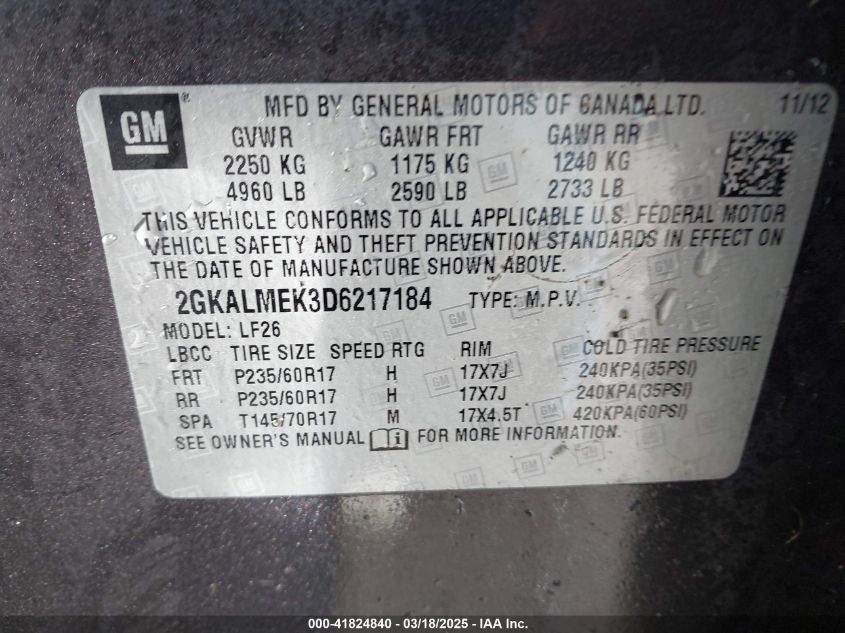 GM ® MFD BY GENERAL MOTORS OF CANADA LTD. 11/12
GVWR GAWR FRT GAWR RR
2250 KG 1175 KG 1240 KG
4960 LB 2590 LB 2733 LB
THIS VEHICLE CONFORMS TO ALL APPLICABLE U.S. FEDERAL MOTOR
VEHICLE SAFETY AND THEFT PREVENTION STANDARDS IN EFFECT ON
THE DATE OF MANUFACTURE SHOWN ABOVE.
2GKALMEK3D6217184 TYPE: M.P.V.
MODEL: LF26
LBCC TIRE SIZE SPEED RTG RIM COLD TIRE PRESSURE
FRT P235/60R17 H 17X7J 240KPA(35PSI)
RR P235/60R17 H 17X7J 240KPA(35PSI)
SPA T145/70R17 M 17X4.5T 420KPA(60PSI)
SEE OWNER'S MANUAL i FOR MORE INFORMATION.
000-41824840 - 03/18/2025 - IAA Inc.